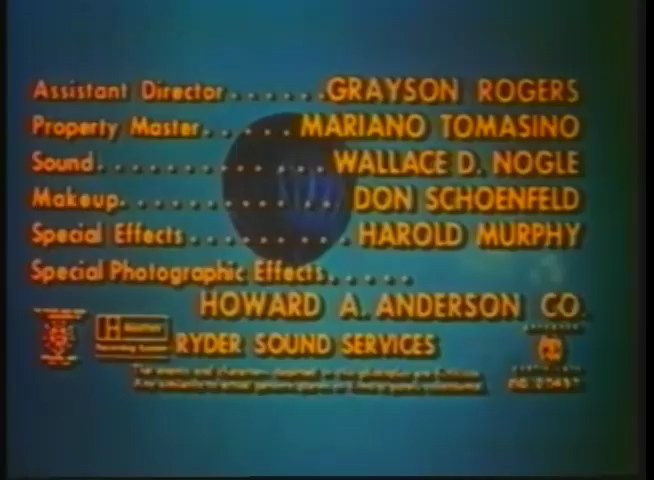 Assistant Director......GRAYSON ROGERS
Property Master.....MARIANO TOMASINO
Sound............WALLACE D. NOGLE
Makeup...........DON SCHOENFELD
Special Effects.........HAROLD MURPHY
Special Photographic Effects.....
HOWARD A. ANDERSON CO.
RYDER SOUND SERVICES